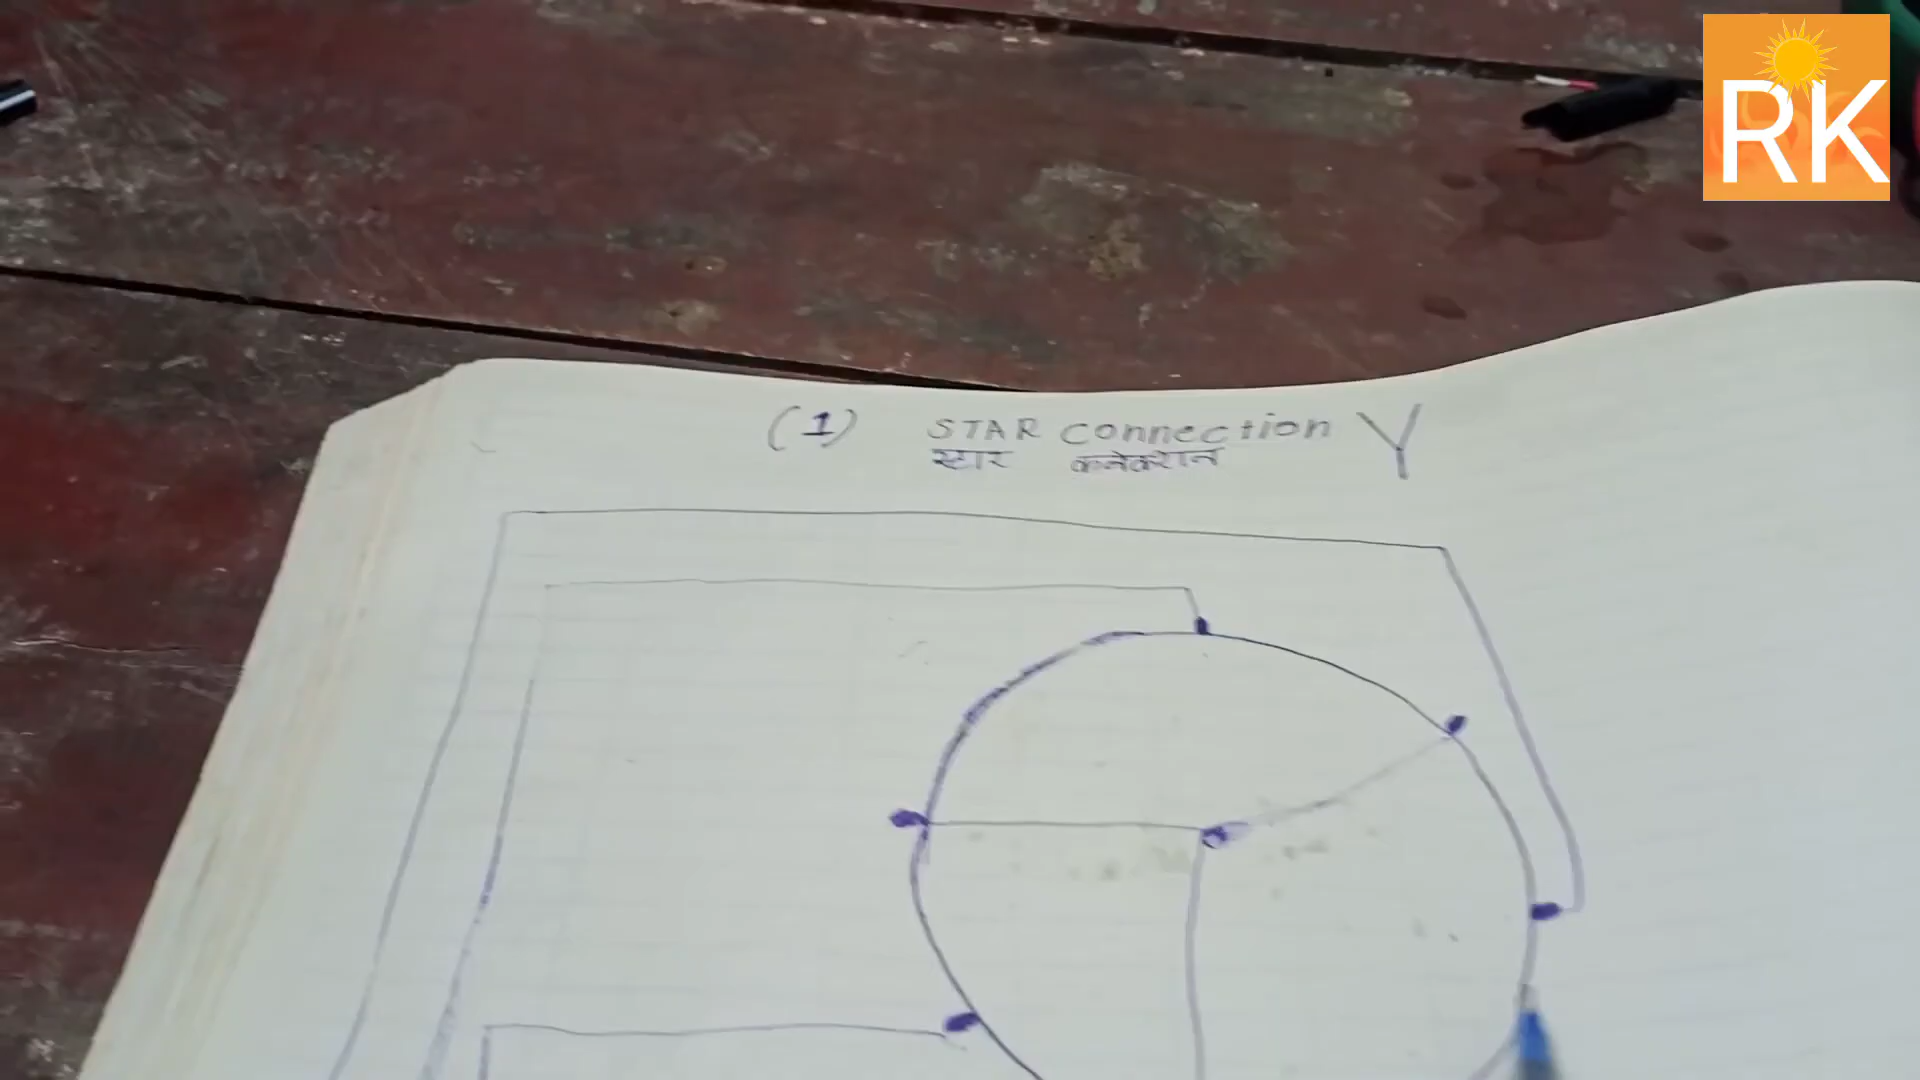 RK
(1) STAR connection Y
स्टार कनेक्शन